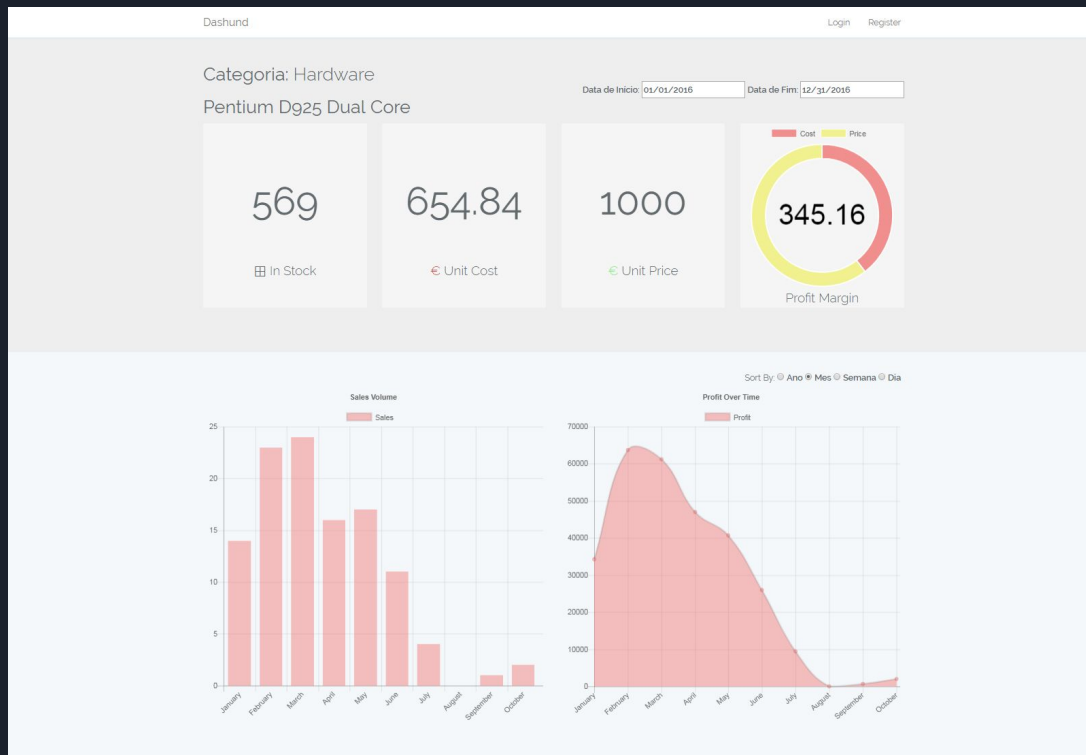 Dashund
Login Register
Categoria: Hardware
Data de Início: 01/01/2016 Data de Fim: 12/31/2016
Pentium D925 Dual Core
569
In Stock
654.84
€ Unit Cost
1000
€ Unit Price
Cost Price
345.16
Profit Margin
Sort By: Ano Mes Semana Dia
Sales Volume
Sales
25
20
15
10
5
0
January February March April May June July August September October
Profit Over Time
Profit
70000
60000
50000
40000
30000
20000
10000
0
January February March April May June July August September October